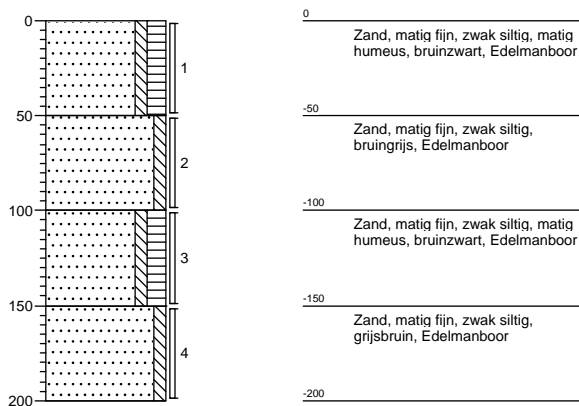 0
50
100
150
200
1
2
3
4
0
Zand, matig fijn, zwak siltig, matig
humeus, bruinzwart, Edelmanboor
-50
Zand, matig fijn, zwak siltig,
bruingrijs, Edelmanboor
-100
Zand, matig fijn, zwak siltig, matig
humeus, bruinzwart, Edelmanboor
-150
Zand, matig fijn, zwak siltig,
grijsbruin, Edelmanboor
-200